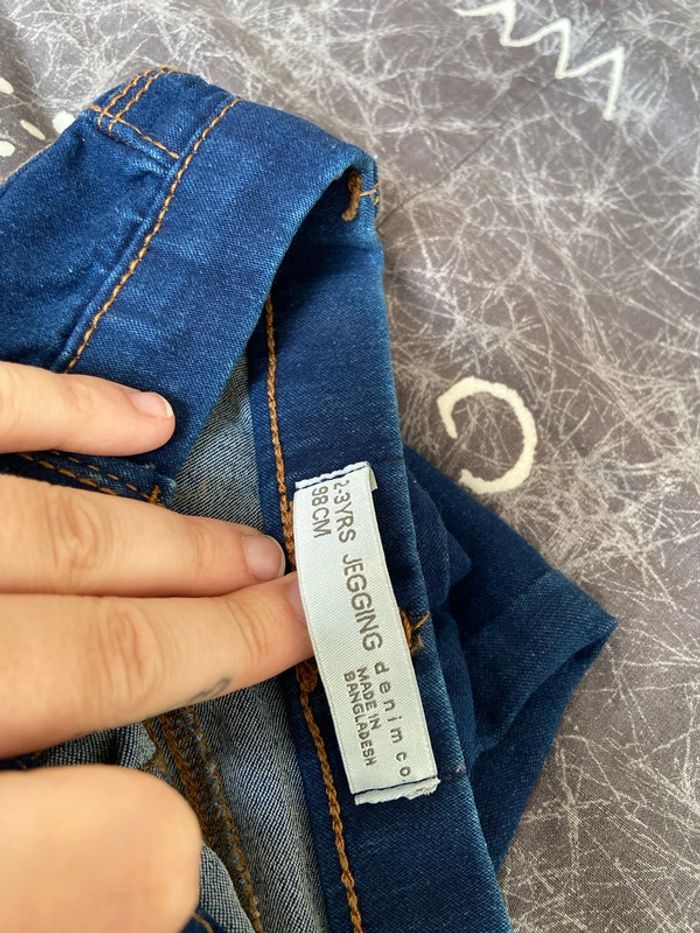 2-3YRS
98CM
JEGGING
denim co
MADE IN
BANGLADESH